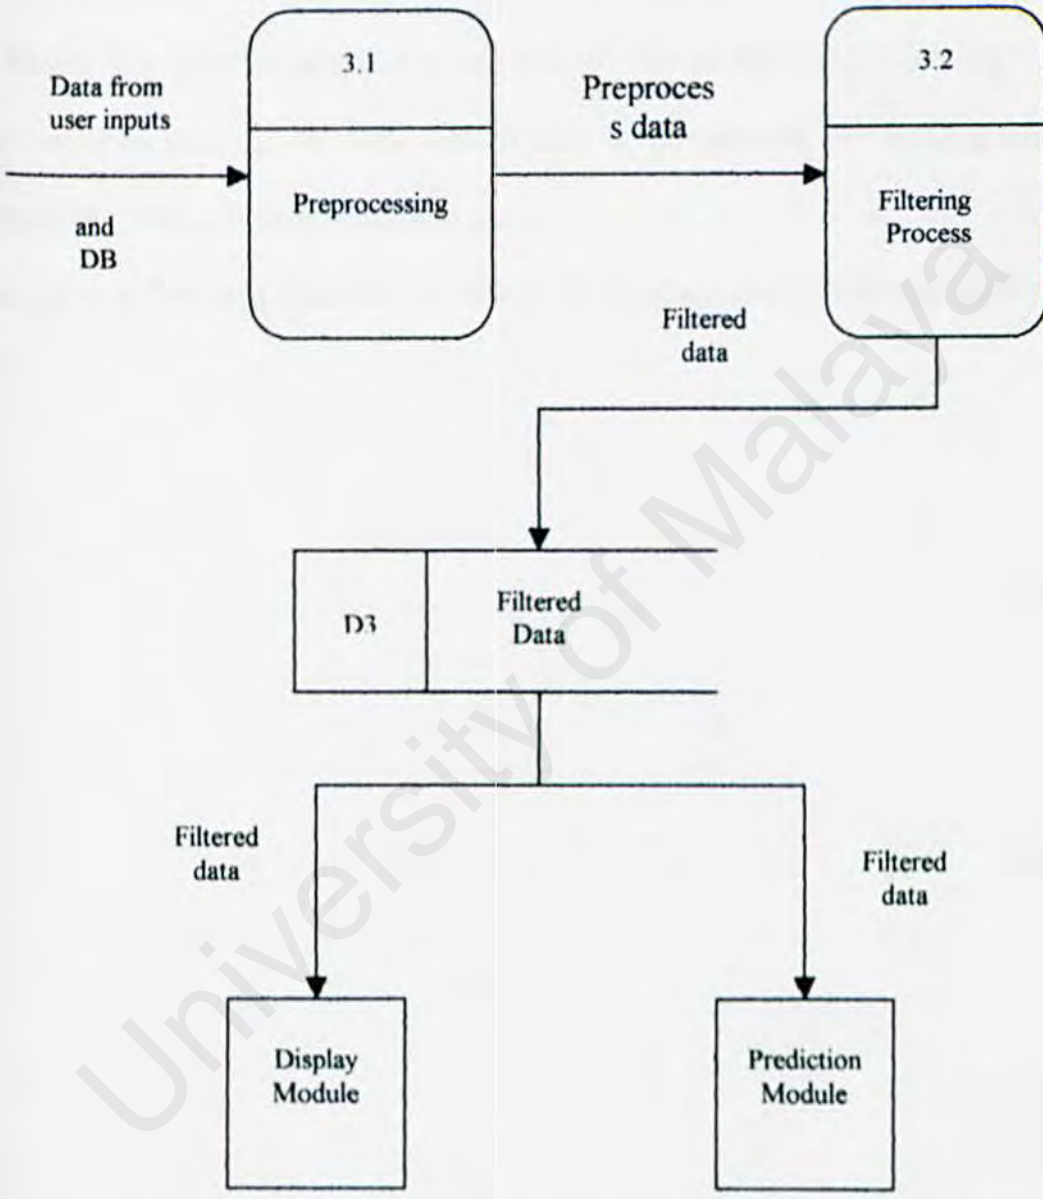 3.1
3.2
Data from
user inputs
Preproces
s data
Preprocessing
Filtering
Process
and
DB
Filtered
data
D3
Filtered
Data
Filtered
data
Filtered
data
Display
Module
Prediction
Module
University of Malaya